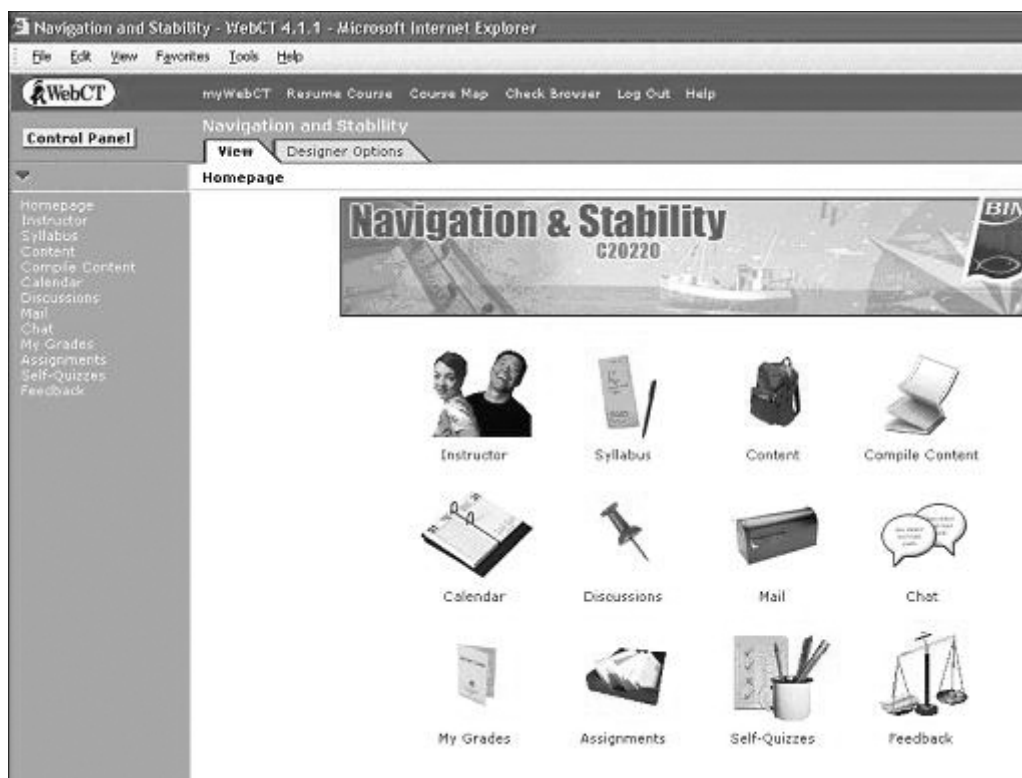 Navigation and Stability - WebCT 4.1.1 - Microsoft Internet Explorer
File Edit View Favorites Tools Help
WebCT myWebCT Resume Course Course Map Check Browser Log Out Help
Control Panel
Navigation and Stability
View Designer Options
Homepage
Homepage
Instructor
Syllabus
Content
Compile Content
Calendar
Discussions
Mail
Chat
My Grades
Assignments
Self-Quizzes
Feedback
Navigation & Stability
C20220
BIM
Instructor Syllabus Content Compile Content
Calendar Discussions Mail Chat
My Grades Assignments Self-Quizzes Feedback